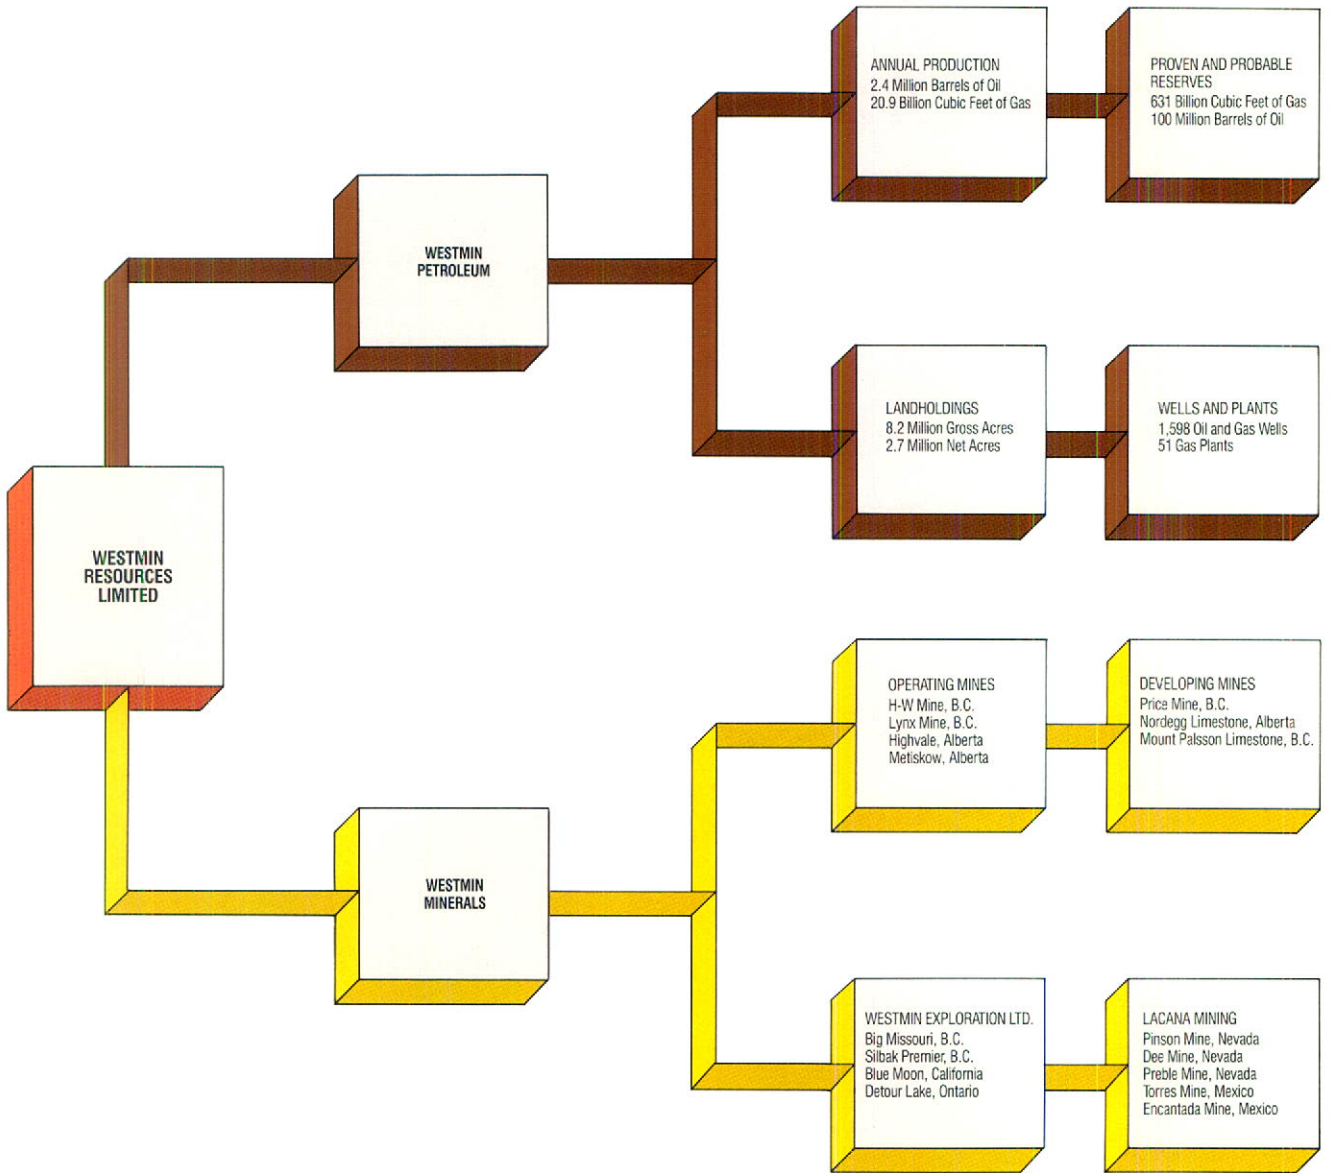 ANNUAL PRODUCTION
2.4 Million Barrels of Oil
20.9 Billion Cubic Feet of Gas
PROVEN AND PROBABLE
RESERVES
631 Billion Cubic Feet of Gas
100 Million Barrels of Oil
WESTMIN
PETROLEUM
LANDHOLDINGS
8.2 Million Gross Acres
2.7 Million Net Acres
WELLS AND PLANTS
1,598 Oil and Gas Wells
51 Gas Plants
WESTMIN
RESOURCES
LIMITED
OPERATING MINES
H-W Mine, B.C.
Lynx Mine, B.C.
Highvale, Alberta
Metiskow, Alberta
DEVELOPING MINES
Price Mine, B.C.
Nordegg Limestone, Alberta
Mount Palsson Limestone, B.C.
WESTMIN
MINERALS
WESTMIN EXPLORATION LTD.
Big Missouri, B.C.
Silbak Premier, B.C.
Blue Moon, California
Detour Lake, Ontario
LACANA MINING
Pinson Mine, Nevada
Dee Mine, Nevada
Preble Mine, Nevada
Torres Mine, Mexico
Encantada Mine, Mexico